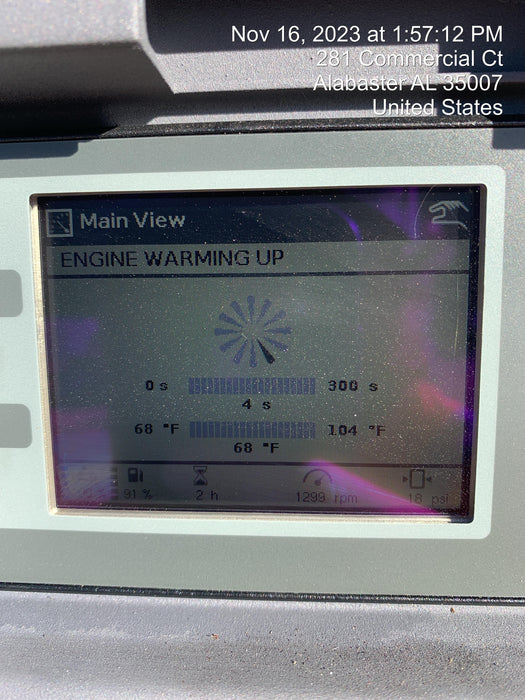 Nov 16, 2023 at 1:57:12 PM
281 Commercial Ct
Alabaster AL 35007
United States
Main View
ENGINE WARMING UP
0 s 300 s
4 s
68 °F 104 °F
68 °F
91 % 2 h 1299 rpm 18 psi